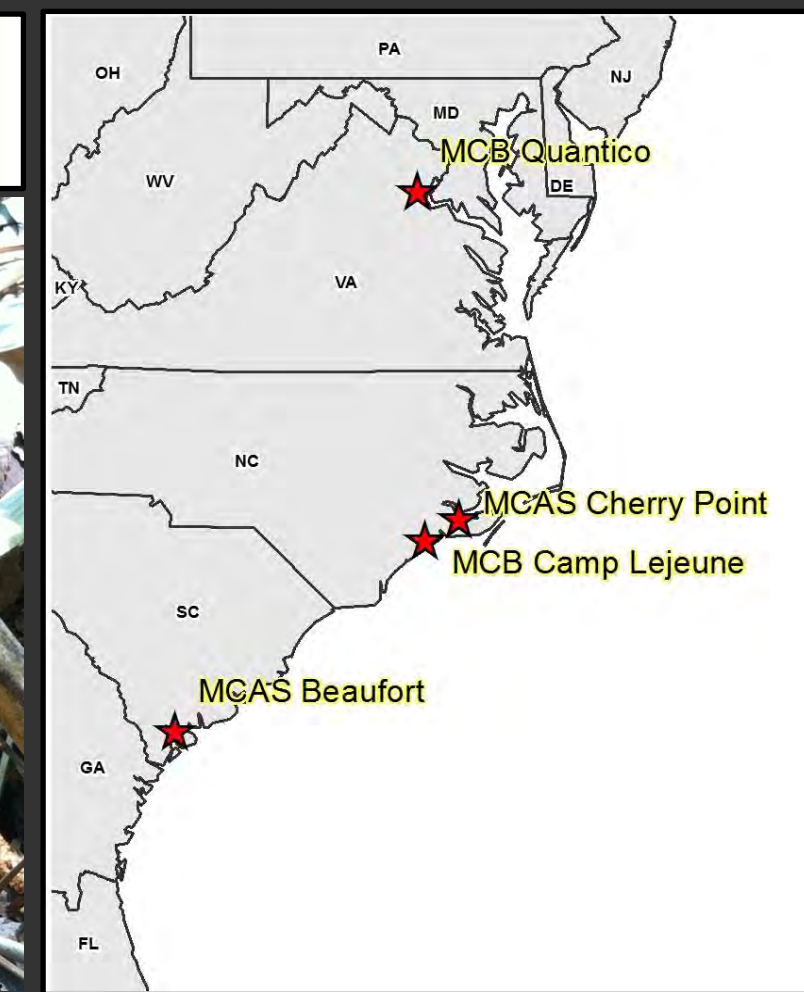 PA
OH
NJ
MD
MCB Quantico
WV
DE
VA
KY
TN
NC
MCAS Cherry Point
MCB Camp Lejeune
SC
MCAS Beaufort
GA
FL